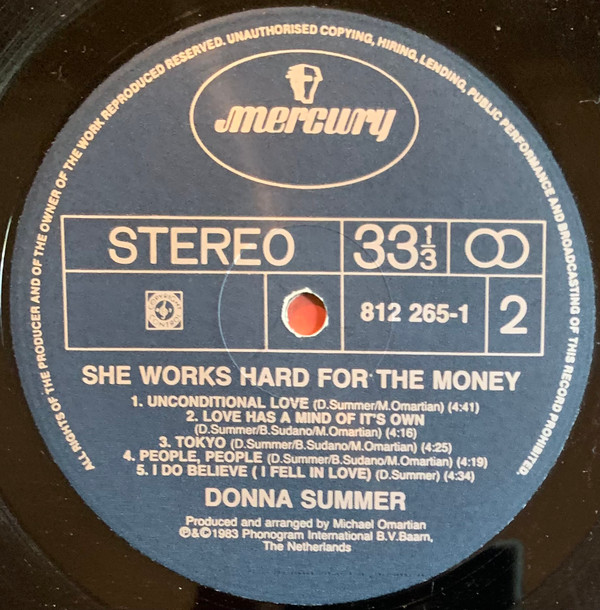 ALL RIGHTS OF THE PRODUCER AND OF THE OWNER OF THE WORK REPRODUCED RESERVED. UNAUTHORISED COPYING, HIRING, LENDING, PUBLIC PERFORMANCE AND BROADCASTING OF THIS RECORD PROHIBITED.
mercury
STEREO
33 1/3
812 265-1
2
SHE WORKS HARD FOR THE MONEY
1. UNCONDITIONAL LOVE (D.Summer/M.Omartian) (4:41)
2. LOVE HAS A MIND OF IT'S OWN
(D.Summer/B.Sudano/M.Omartian) (4:16)
3. TOKYO (D.Summer/B.Sudano/M.Omartian) (4:25)
4. PEOPLE, PEOPLE (D.Summer/B.Sudano/M.Omartian) (4:19)
5. I DO BELIEVE ( I FELL IN LOVE) (D.Summer) (4:34)
DONNA SUMMER
Produced and arranged by Michael Omartian
℗&©1983 Phonogram International B.V.Baarn,
The Netherlands